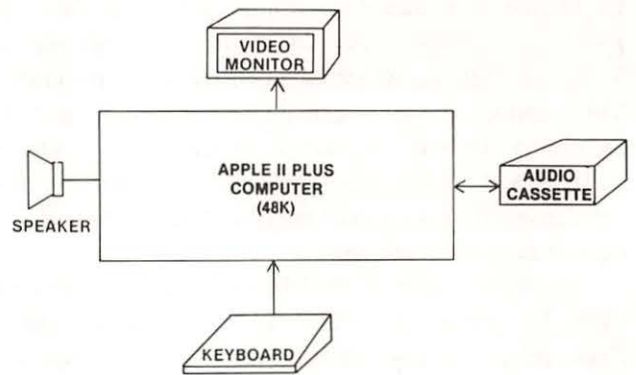 VIDEO
MONITOR
APPLE II PLUS
COMPUTER
(48K)
AUDIO
CASSETTE
SPEAKER
KEYBOARD